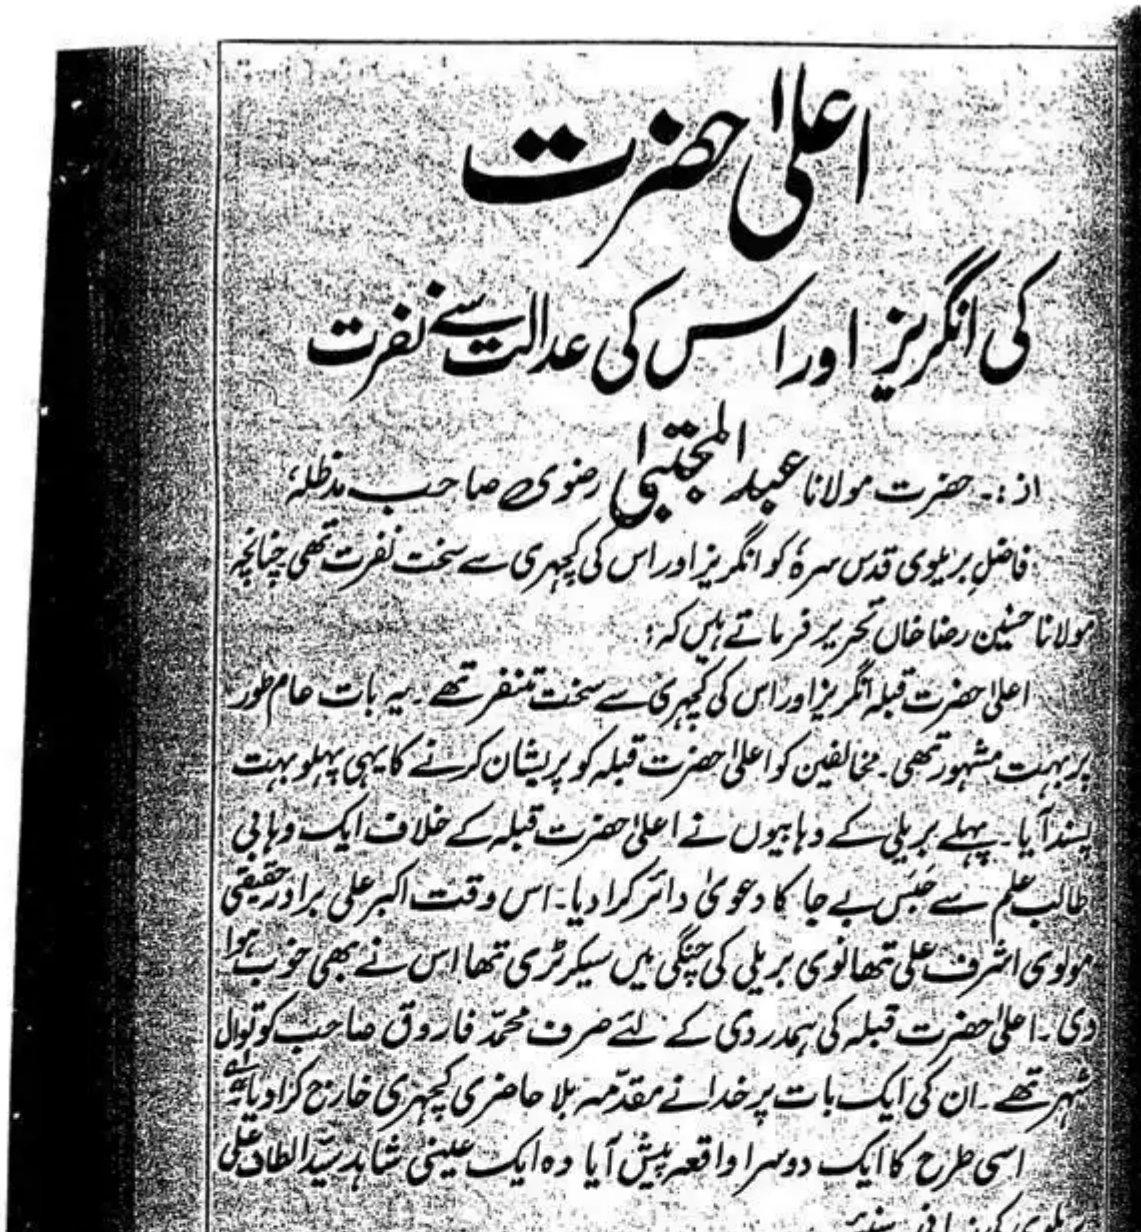 اعلیٰ حضرت
کی انگریز اور اس کی عدالت سے نفرت
از :۔ حضرت مولانا عبد المجتبیٰ رضوی صاحب مدظلہٗ
فاضلِ بریلوی قدس سرہٗ کو انگریز اور اس کی کچہری سے سخت نفرت تھی چنانچہ
مولانا حسنین رضا خاں تحریر فرماتے ہیں کہ :
اعلیٰ حضرت قبلہ انگریز اور اس کی کچہری سے سخت متنفر تھے ۔ یہ بات عام طور
پر بہت مشہور تھی ۔ مخالفین کو اعلیٰ حضرت قبلہ کو پریشان کرنے کا یہی پہلو بہت
پسند آیا ۔ پہلے بریلی کے وہابیوں نے اعلیٰ حضرت قبلہ کے خلاف ایک وہابی
طالب علم سے حَبسِ بے جا کا دعویٰ دائر کرا دیا ۔ اس وقت اکبر علی برادر حقیقی
مولوی اشرف علی تھانوی بریلی کی چنگی میں سیکرٹری تھا اس نے بھی خوب ہوا
دی ۔ اعلیٰ حضرت قبلہ کی ہمدردی کے لئے صرف محمّد فاروق صاحب کوتوال
شہر تھے ۔ ان کی ایک بات پر خدا نے مقدّمہ بلا حاضری کچہری خارج کرا دیا
اسی طرح کا ایک دوسرا واقعہ پیش آیا وہ ایک عینی شاہد سیّد الطاف علی